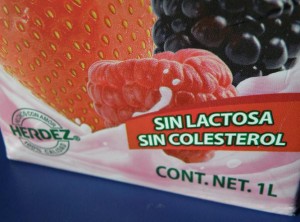 SIN LACTOSA
SIN COLESTEROL
HERDEZ
CONT. NET. 1L